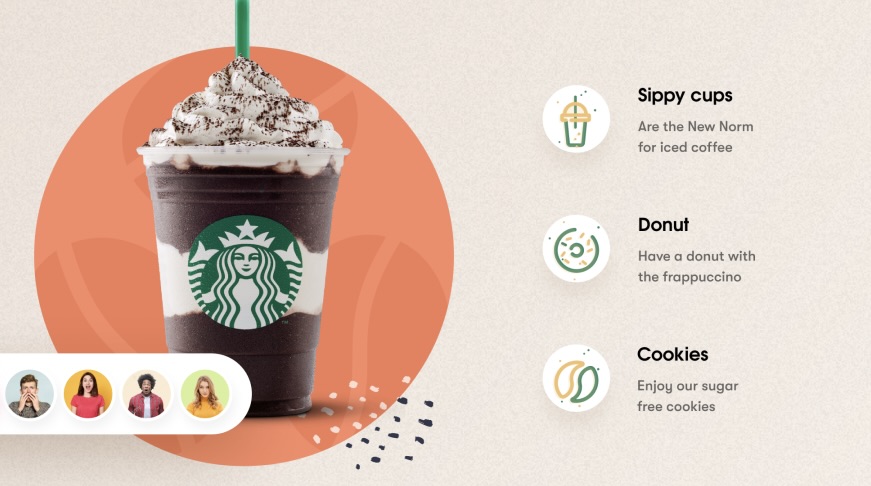 Sippy cups
Are the New Norm
for iced coffee
Donut
Have a donut with
the frappuccino
Cookies
Enjoy our sugar
free cookies